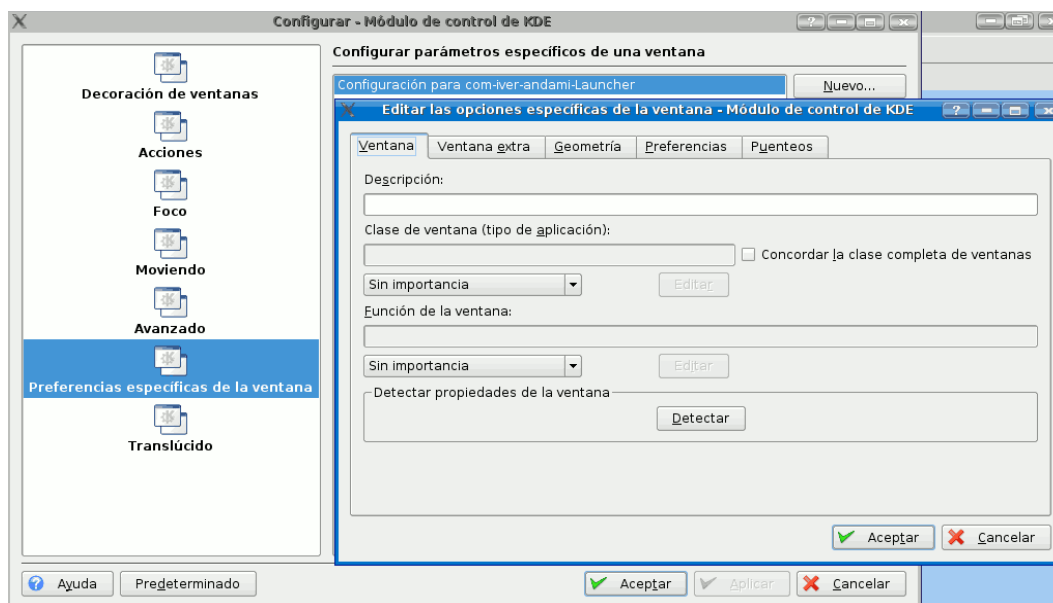 Configurar - Módulo de control de KDE
Decoración de ventanas
Acciones
Foco
Moviendo
Avanzado
Preferencias específicas de la ventana
Translúcido
Configurar parámetros específicos de una ventana
Configuración para com-iver-andami-Launcher
Nuevo...
Editar las opciones específicas de la ventana - Módulo de control de KDE
Ventana
Ventana extra
Geometría
Preferencias
Puenteos
Descripción:
Clase de ventana (tipo de aplicación):
Concordar la clase completa de ventanas
Sin importancia
Editar
Función de la ventana:
Sin importancia
Editar
Detectar propiedades de la ventana
Detectar
Aceptar
Cancelar
Ayuda
Predeterminado
Aceptar
Aplicar
Cancelar